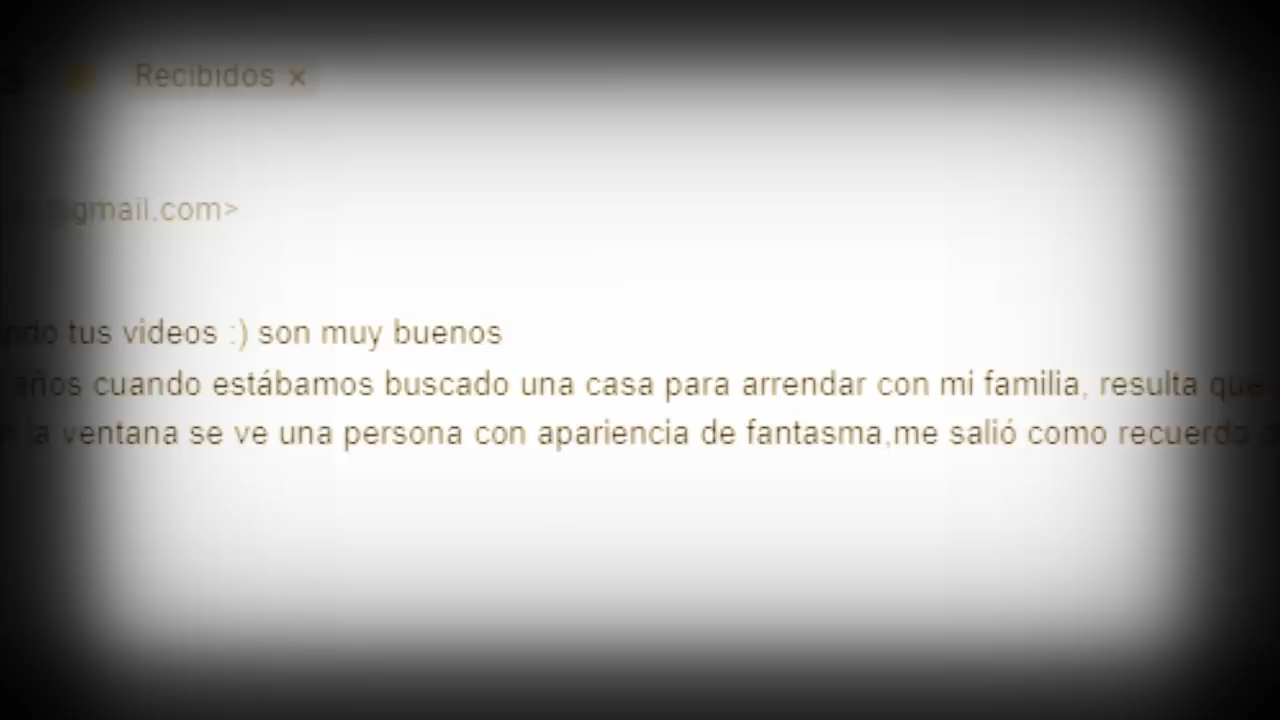 Recibidos x
@gmail.com>
tus videos :) son muy buenos
años cuando estábamos buscado una casa para arrendar con mi familia, resulta que
la ventana se ve una persona con apariencia de fantasma,me salió como recuerdo